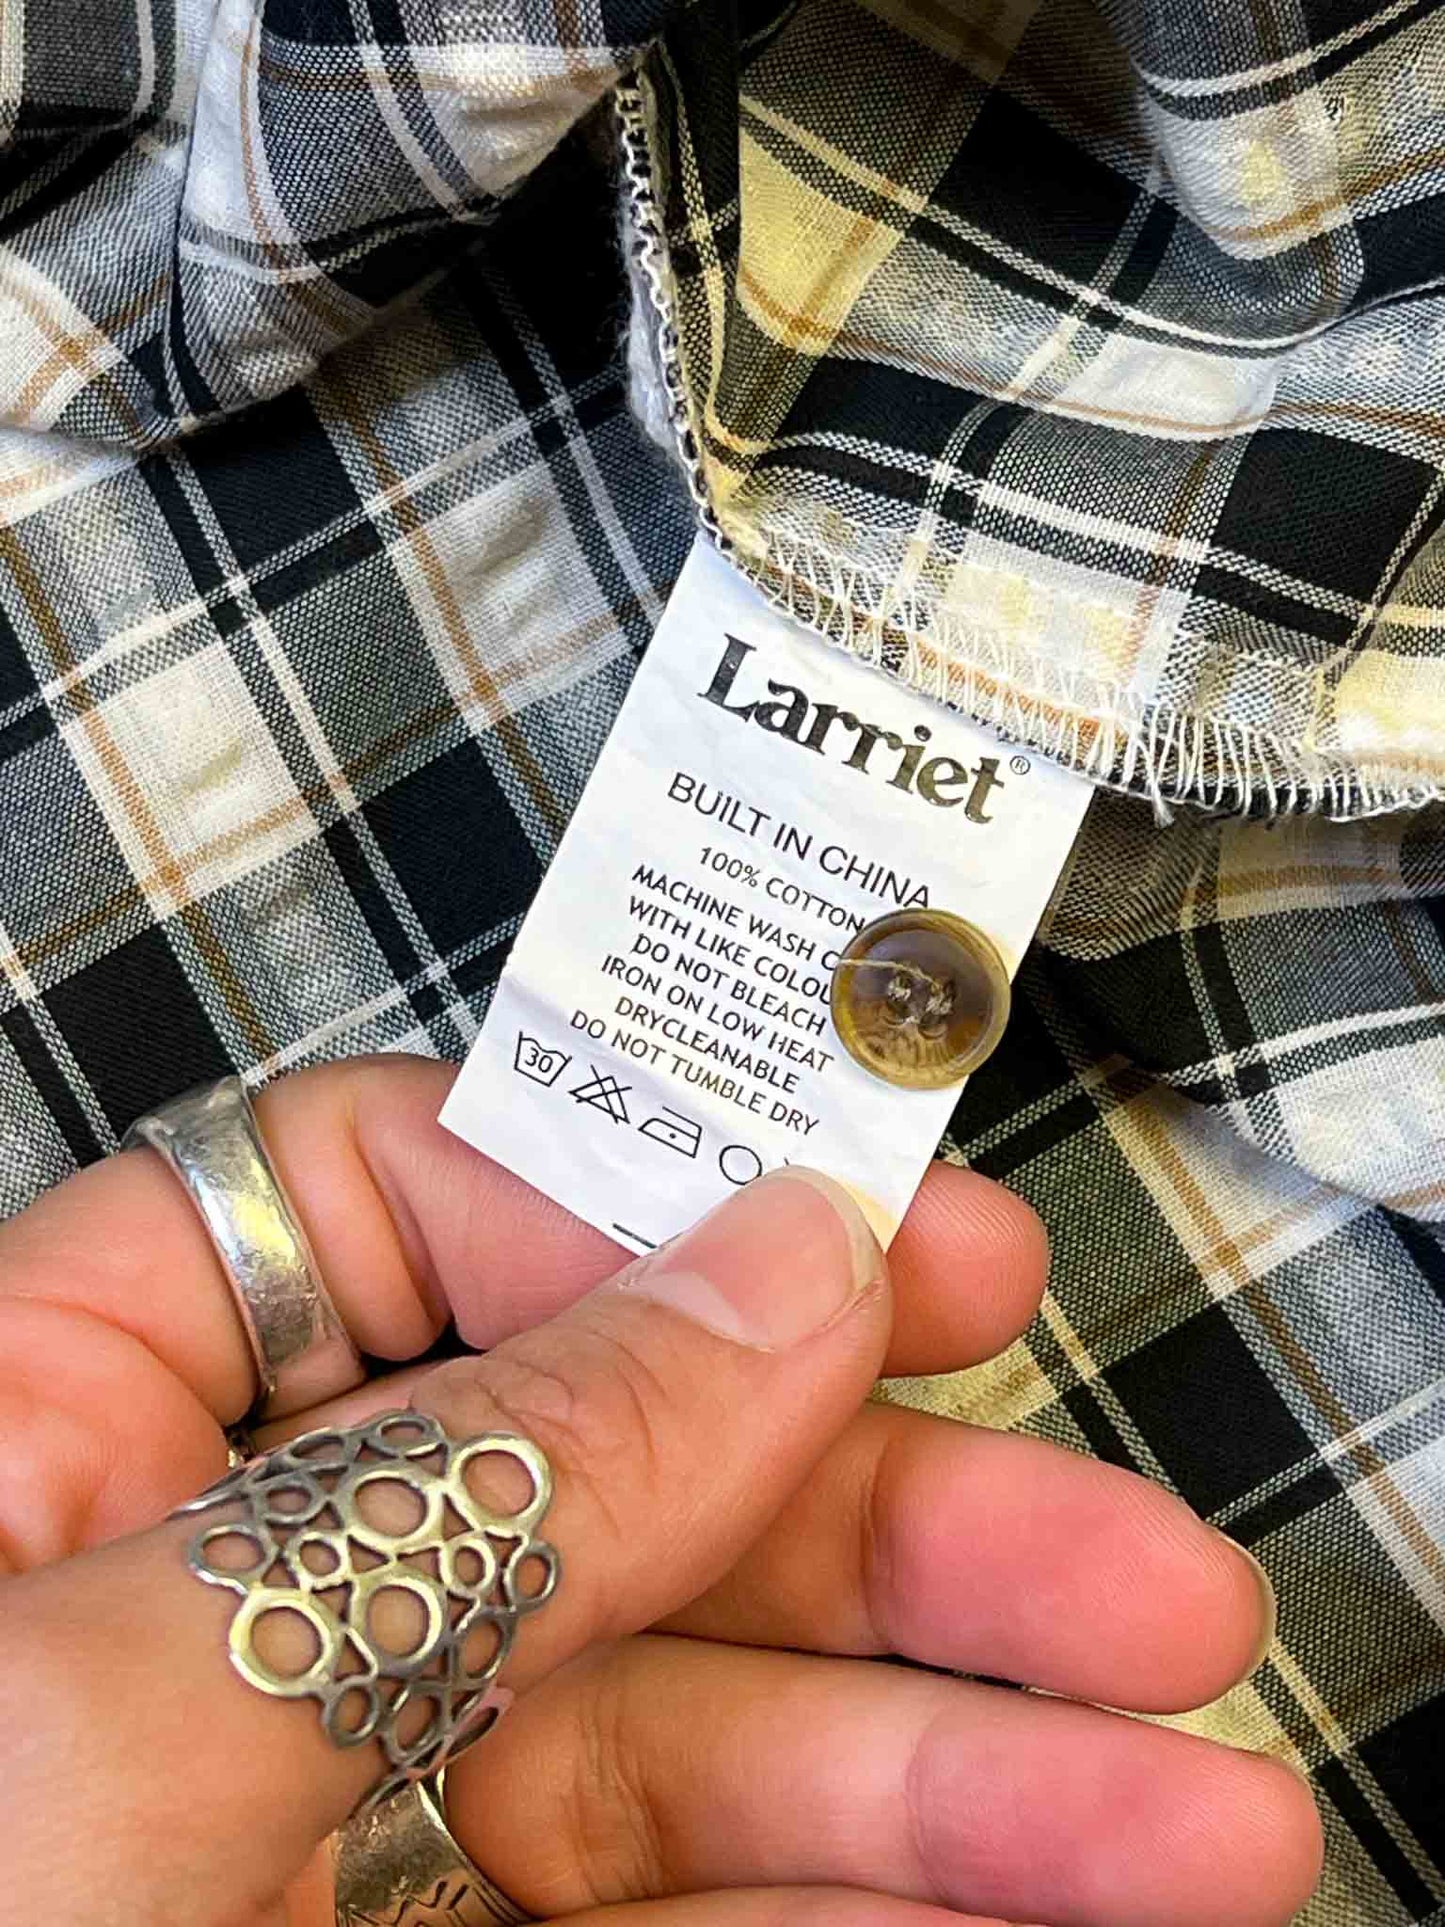 Larriet®
BUILT IN CHINA
100% COTTON
MACHINE WASH
WITH LIKE
DO NOT BLEACH
IRON ON LOW HEAT
DRYCLEANABLE
DO NOT TUMBLE DRY
30